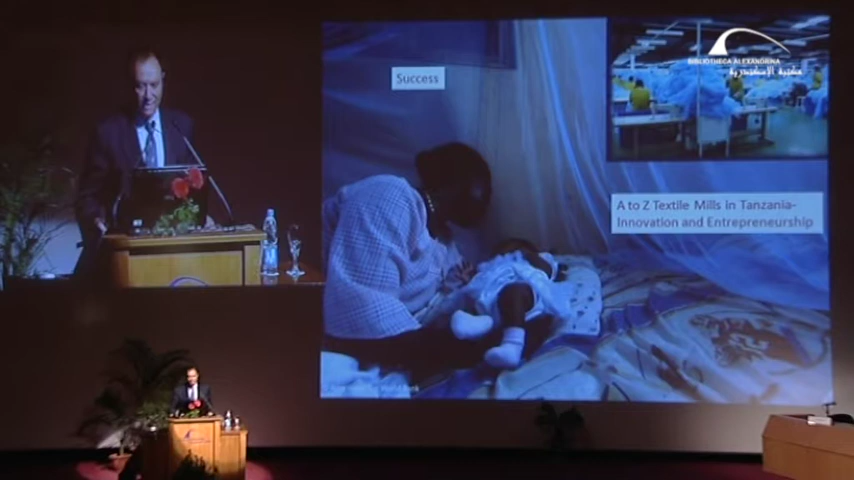 Success
BIBLIOTHECA ALEXANDRINA
مكتبة الإسكندرية
A to Z Textile Mills in Tanzania-
Innovation and Entrepreneurship